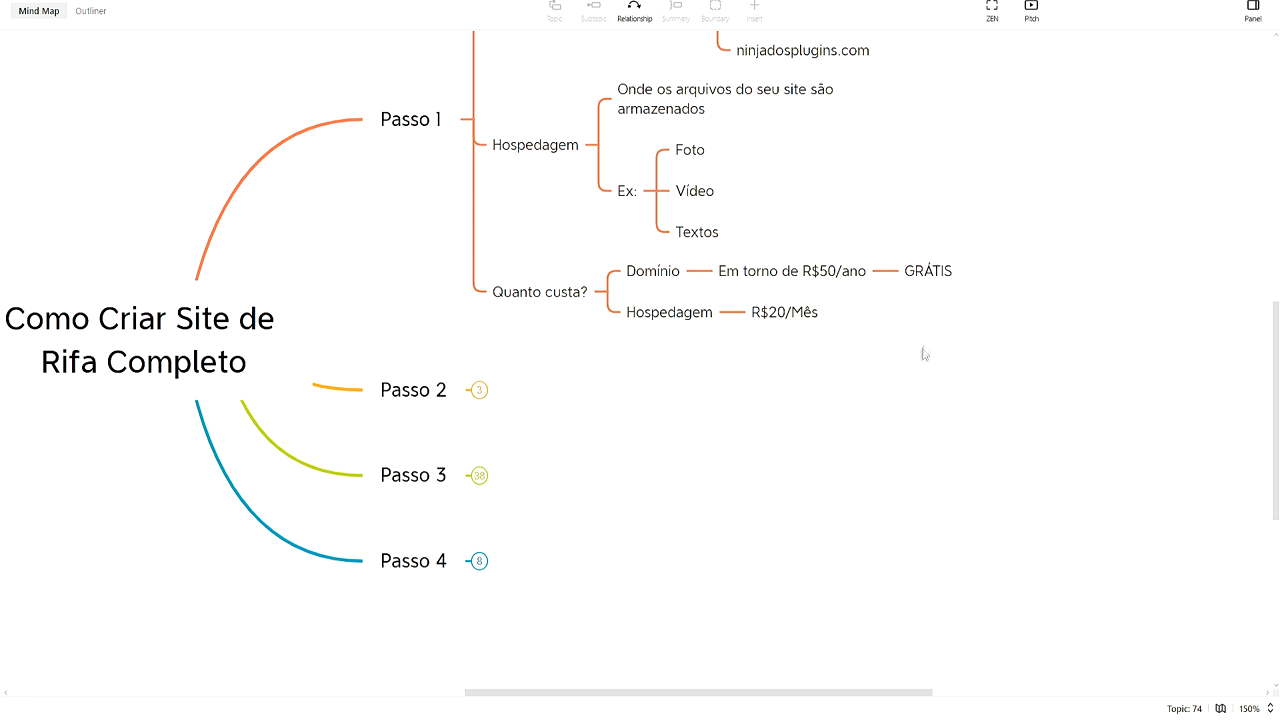 Mind Map
Outliner
Topic
Subtopic
Relationship
Summary
Boundary
Insert
ZEN
Pitch
Panel
ninjadosplugins.com
Onde os arquivos do seu site são
armazenados
Passo 1
Hospedagem
Foto
Ex:
Vídeo
Textos
Domínio
Em torno de R$50/ano
GRÁTIS
Quanto custa?
Hospedagem
R$20/Mês
Como Criar Site de
Rifa Completo
Passo 2
3
Passo 3
38
Passo 4
8
Topic: 74
150%